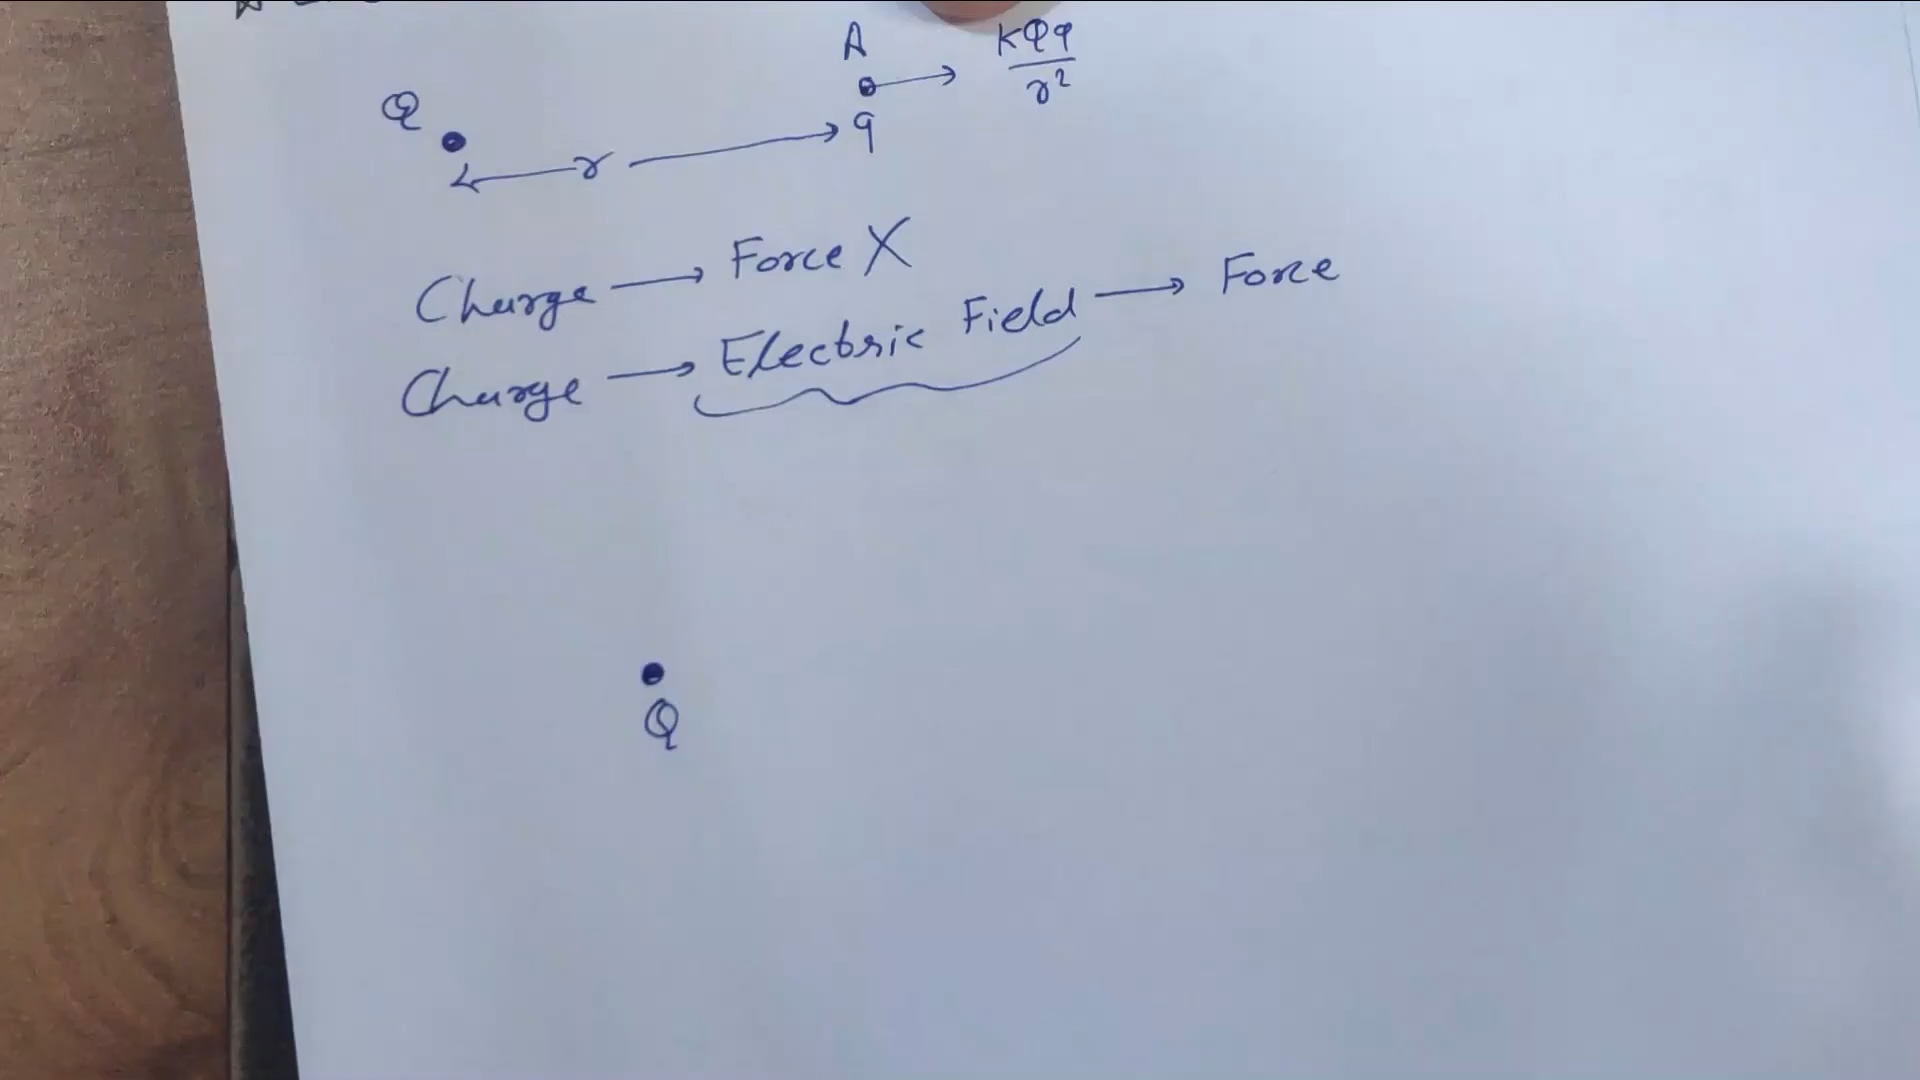 A
kQq
r²
Q
q
r
Charge → Force X
Charge → Electric Field → Force
Q